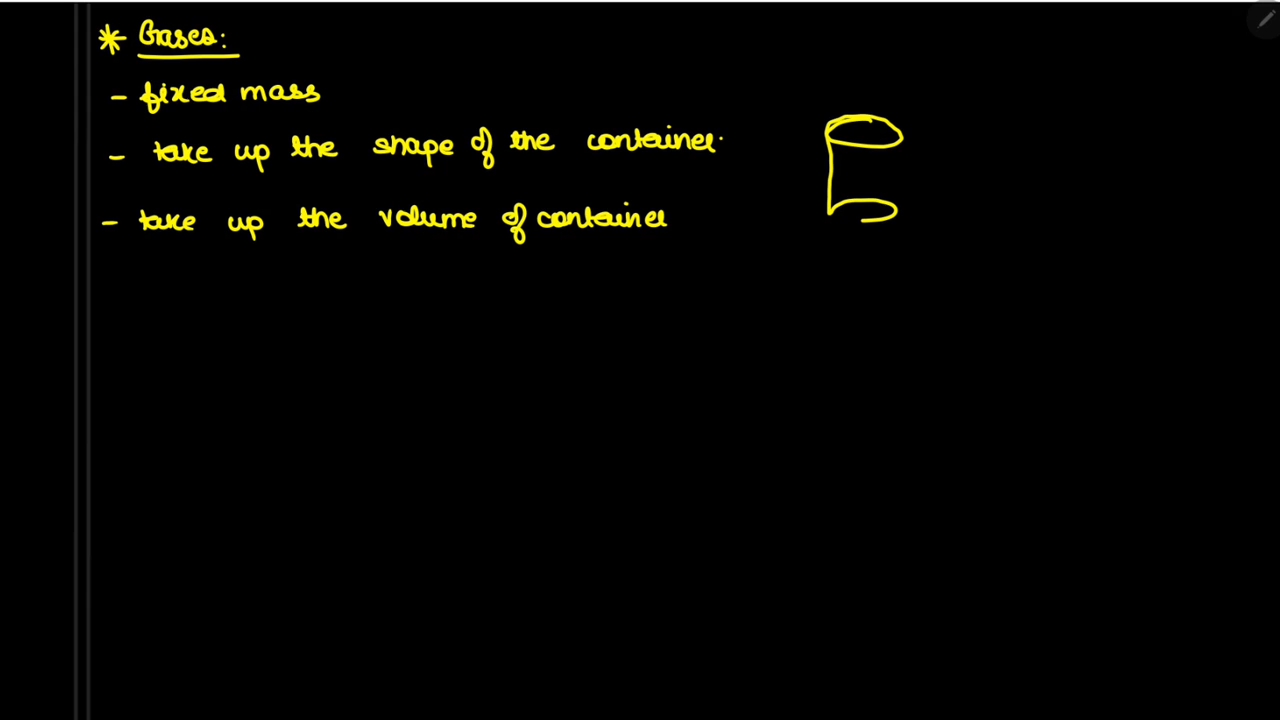 * Gases:
- fixed mass
- take up the shape of the container.
- take up the volume of container